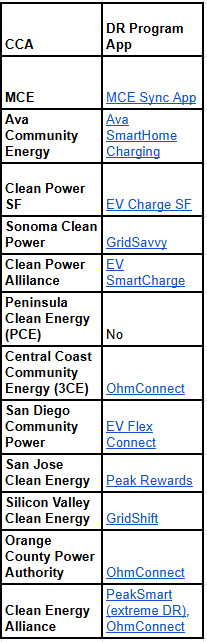 CCA
DR Program
App
MCE
MCE Sync App
Ava
Community
Energy
Ava
SmartHome
Charging
Clean Power
SF
EV Charge SF
Sonoma Clean
Power
GridSavvy
Clean Power
Allilance
EV
SmartCharge
Peninsula
Clean Energy
(PCE)
No
Central Coast
Community
Energy (3CE)
OhmConnect
San Diego
Community
Power
EV Flex
Connect
San Jose
Clean Energy
Peak Rewards
Silicon Valley
Clean Energy
GridShift
Orange
County Power
Authority
OhmConnect
Clean Energy
Alliance
PeakSmart
(extreme DR),
OhmConnect